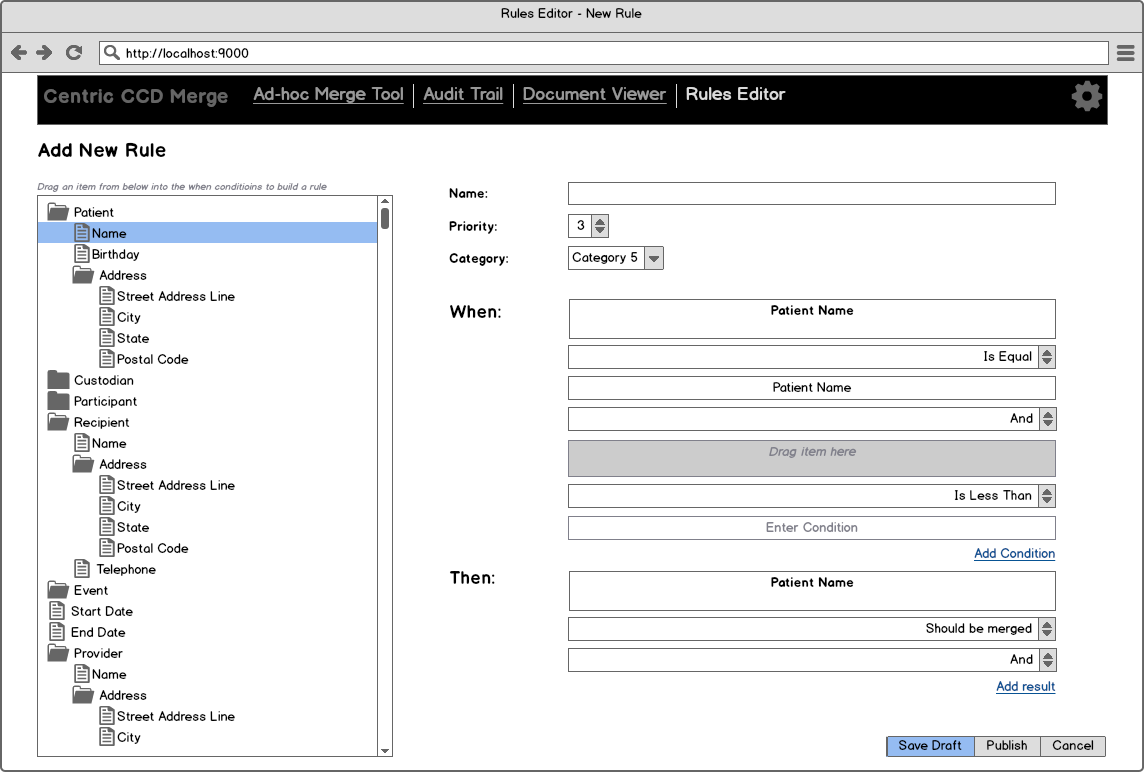 Rules Editor - New Rule
http://localhost:9000
Centric CCD Merge Ad-hoc Merge Tool Audit Trail Document Viewer Rules Editor
Add New Rule
Drag an item from below into the when conditioins to build a rule
Patient
Name
Birthday
Address
Street Address Line
City
State
Postal Code
Custodian
Participant
Recipient
Name
Address
Street Address Line
City
State
Postal Code
Telephone
Event
Start Date
End Date
Provider
Name
Address
Street Address Line
City
Name:
Priority: 3
Category: Category 5
When: Patient Name
Is Equal
Patient Name
And
Drag item here
Is Less Than
Enter Condition
Add Condition
Then: Patient Name
Should be merged
And
Add result
Save Draft Publish Cancel